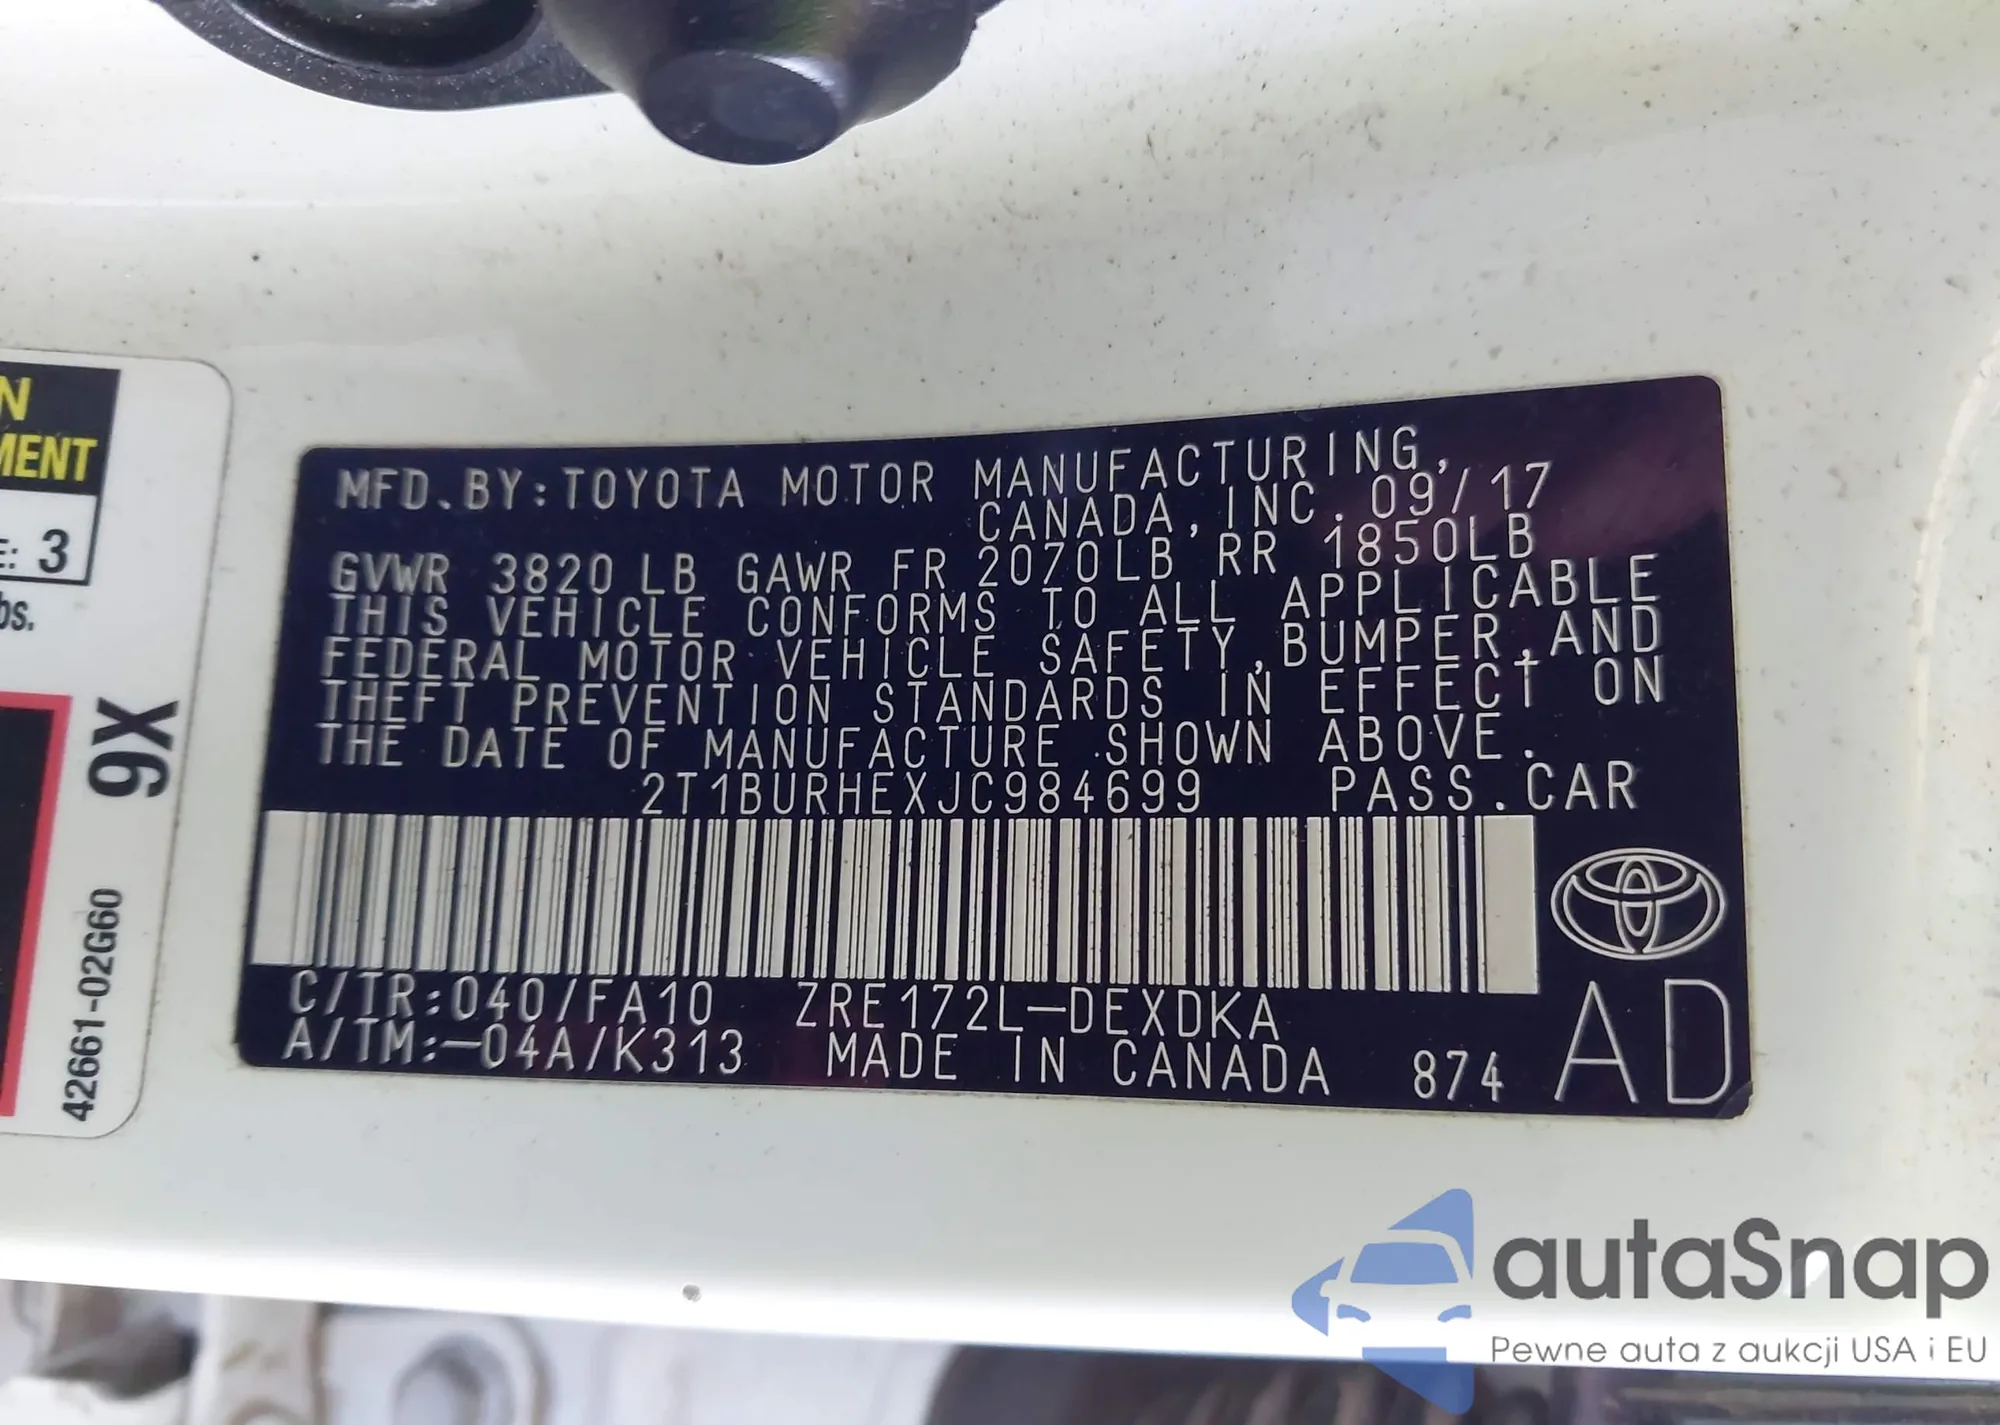 MFD.BY:TOYOTA MOTOR MANUFACTURING,
CANADA,INC. 09/17
GVWR 3820 LB GAWR FR 2070LB RR 1850LB
THIS VEHICLE CONFORMS TO ALL APPLICABLE
FEDERAL MOTOR VEHICLE SAFETY,BUMPER,AND
THEFT PREVENTION STANDARDS IN EFFECT ON
THE DATE OF MANUFACTURE SHOWN ABOVE.
2T1BURHEXJC984699 PASS.CAR
C/TR:040/FA10 ZRE172L-DEXDKA
A/TM:-04A/K313 MADE IN CANADA 874 AD
N
MENT
E: 3
bs.
9X
42661-02G60
autaSnap
Pewne auta z aukcji USA i EU